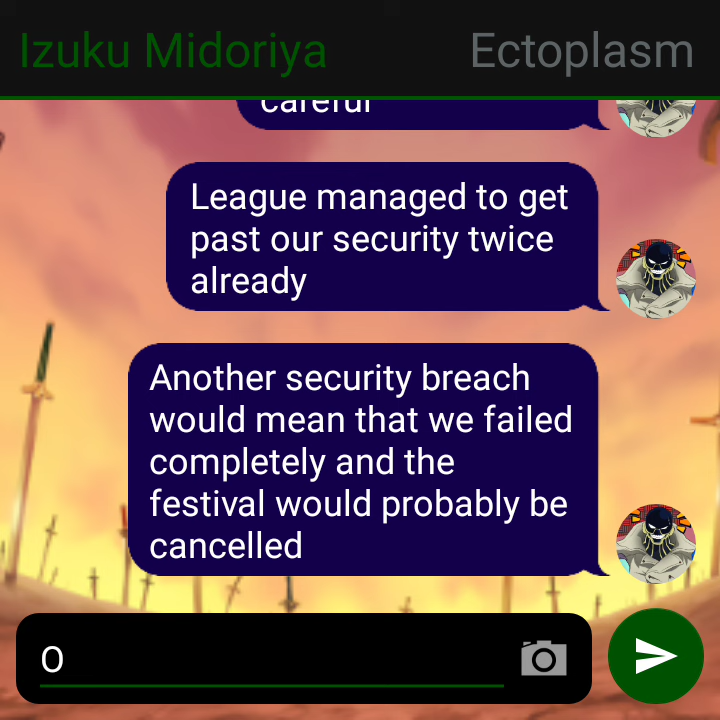 Izuku Midoriya
Ectoplasm
careful
League managed to get
past our security twice
already
Another security breach
would mean that we failed
completely and the
festival would probably be
cancelled
O